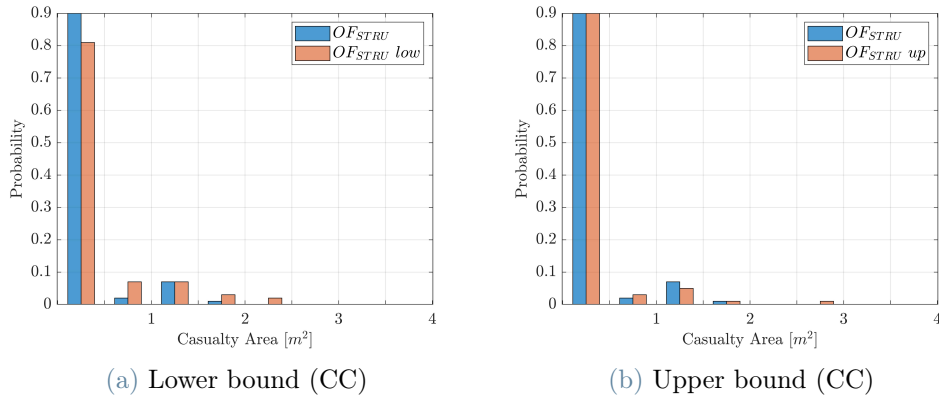 0.9
0.8
0.7
0.6
0.5
0.4
0.3
0.2
0.1
0
Probability
1
2
3
4
Casualty Area [m²]
OF_STRU
OF_STRU low
(a) Lower bound (CC)
0.9
0.8
0.7
0.6
0.5
0.4
0.3
0.2
0.1
0
Probability
1
2
3
4
Casualty Area [m²]
OF_STRU
OF_STRU up
(b) Upper bound (CC)